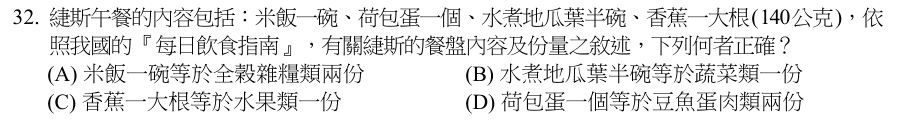 32. 緁斯午餐的內容包括：米飯一碗、荷包蛋一個、水煮地瓜葉半碗、香蕉一大根(140公克)，依
照我國的『每日飲食指南』，有關緁斯的餐盤內容及份量之敘述，下列何者正確？
(A) 米飯一碗等於全穀雜糧類兩份 (B) 水煮地瓜葉半碗等於蔬菜類一份
(C) 香蕉一大根等於水果類一份 (D) 荷包蛋一個等於豆魚蛋肉類兩份